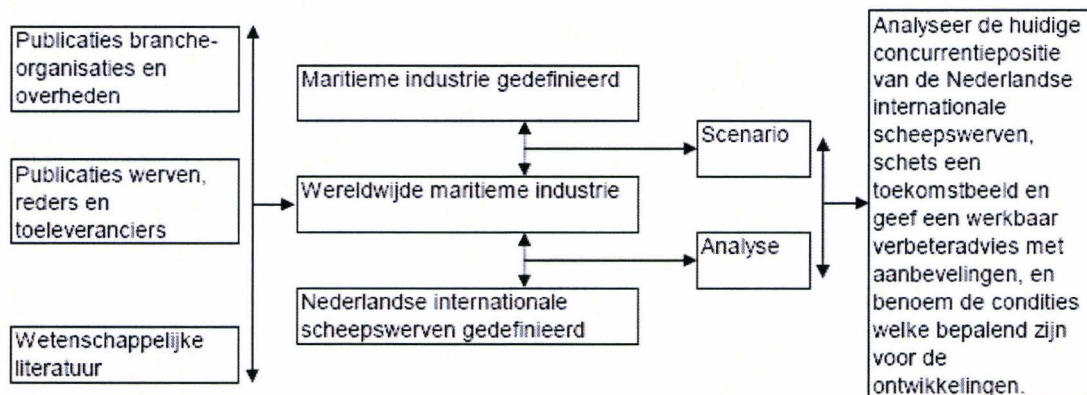 Publicaties branche-
organisaties en
overheden
Publicaties werven,
reders en
toeleveranciers
Wetenschappelijke
literatuur
Maritieme industrie gedefinieerd
Wereldwijde maritieme industrie
Nederlandse internationale
scheepswerven gedefinieerd
Scenario
Analyse
Analyseer de huidige
concurrentiepositie
van de Nederlandse
internationale
scheepswerven,
schets een
toekomstbeeld en
geef een werkbaar
verbeteradvies met
aanbevelingen, en
benoem de condities
welke bepalend zijn
voor de
ontwikkelingen.